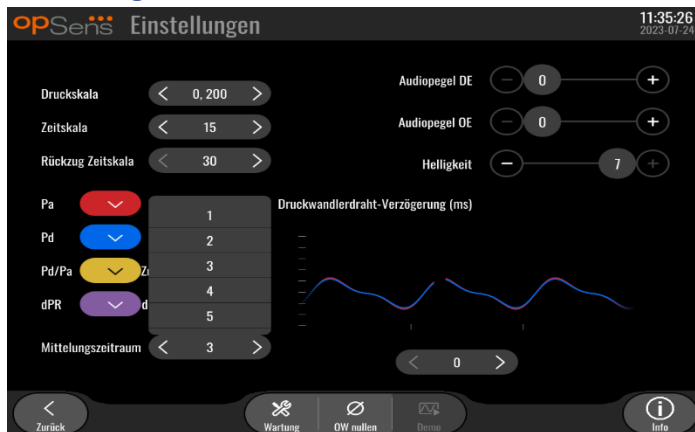 opSens Einstellungen
11:35:26
2023-07-24
Druckskala 0, 200
Zeitskala 15
Rückzug Zeitskala 30
Audiopegel DE 0
Audiopegel OE 0
Helligkeit 7
Pa
Pd
Pd/Pa
dPR d
1
2
3
4
5
Mittelungszeitraum 3
Druckwandlerdraht-Verzögerung (ms)
0
Zurück
Wartung
OW nullen
Demo
Info